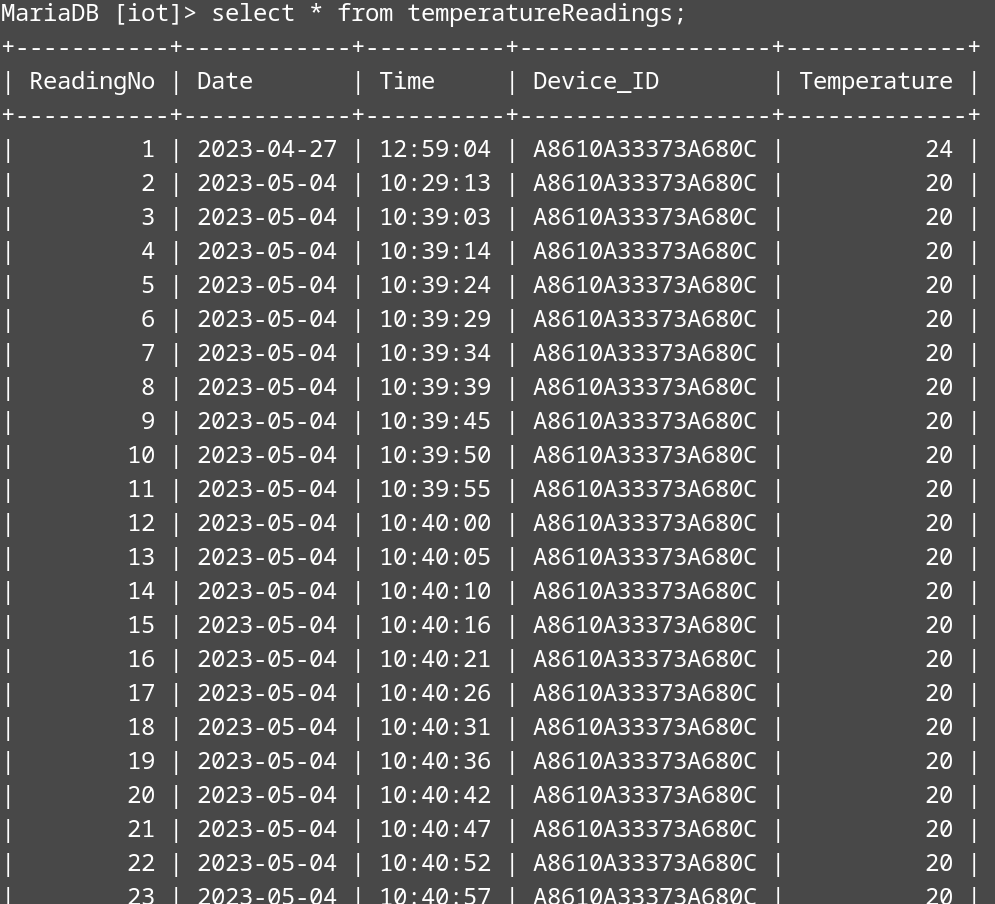 MariaDB [iot]> select * from temperatureReadings;
+-----------+------------+----------+------------------+-------------+
| ReadingNo | Date       | Time     | Device_ID        | Temperature |
+-----------+------------+----------+------------------+-------------+
|         1 | 2023-04-27 | 12:59:04 | A8610A33373A680C |          24 |
|         2 | 2023-05-04 | 10:29:13 | A8610A33373A680C |          20 |
|         3 | 2023-05-04 | 10:39:03 | A8610A33373A680C |          20 |
|         4 | 2023-05-04 | 10:39:14 | A8610A33373A680C |          20 |
|         5 | 2023-05-04 | 10:39:24 | A8610A33373A680C |          20 |
|         6 | 2023-05-04 | 10:39:29 | A8610A33373A680C |          20 |
|         7 | 2023-05-04 | 10:39:34 | A8610A33373A680C |          20 |
|         8 | 2023-05-04 | 10:39:39 | A8610A33373A680C |          20 |
|         9 | 2023-05-04 | 10:39:45 | A8610A33373A680C |          20 |
|        10 | 2023-05-04 | 10:39:50 | A8610A33373A680C |          20 |
|        11 | 2023-05-04 | 10:39:55 | A8610A33373A680C |          20 |
|        12 | 2023-05-04 | 10:40:00 | A8610A33373A680C |          20 |
|        13 | 2023-05-04 | 10:40:05 | A8610A33373A680C |          20 |
|        14 | 2023-05-04 | 10:40:10 | A8610A33373A680C |          20 |
|        15 | 2023-05-04 | 10:40:16 | A8610A33373A680C |          20 |
|        16 | 2023-05-04 | 10:40:21 | A8610A33373A680C |          20 |
|        17 | 2023-05-04 | 10:40:26 | A8610A33373A680C |          20 |
|        18 | 2023-05-04 | 10:40:31 | A8610A33373A680C |          20 |
|        19 | 2023-05-04 | 10:40:36 | A8610A33373A680C |          20 |
|        20 | 2023-05-04 | 10:40:42 | A8610A33373A680C |          20 |
|        21 | 2023-05-04 | 10:40:47 | A8610A33373A680C |          20 |
|        22 | 2023-05-04 | 10:40:52 | A8610A33373A680C |          20 |
|        23 | 2023-05-04 | 10:40:57 | A8610A33373A680C |          20 |